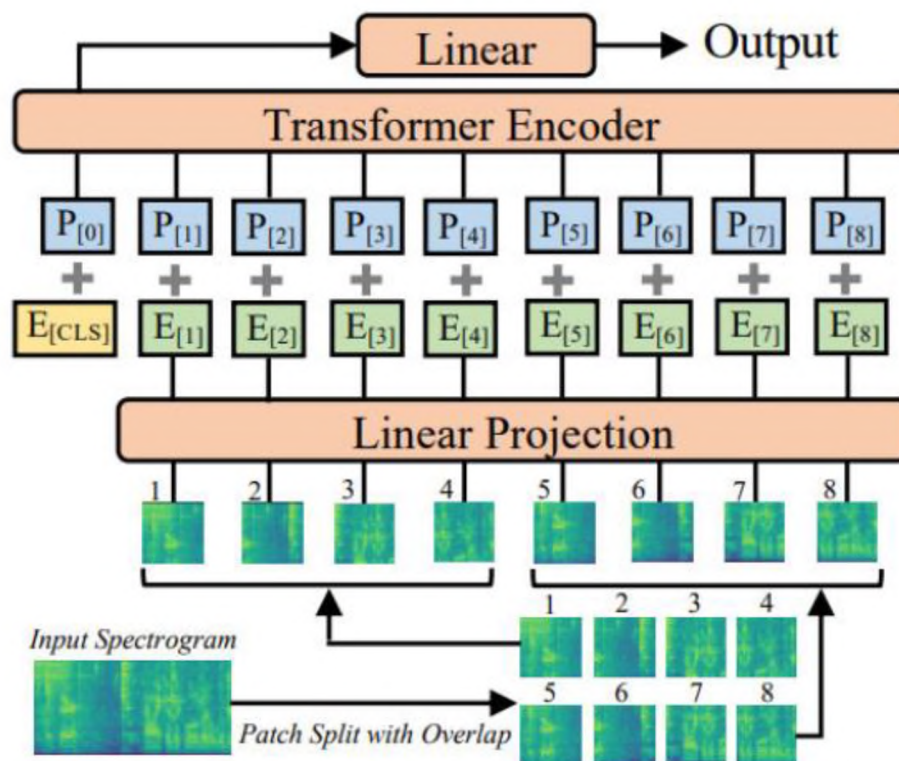 Linear Output
Transformer Encoder
P[0] P[1] P[2] P[3] P[4] P[5] P[6] P[7] P[8]
+ + + + + + + + +
E[CLS] E[1] E[2] E[3] E[4] E[5] E[6] E[7] E[8]
Linear Projection
1 2 3 4 5 6 7 8
1 2 3 4
Input Spectrogram
5 6 7 8
Patch Split with Overlap